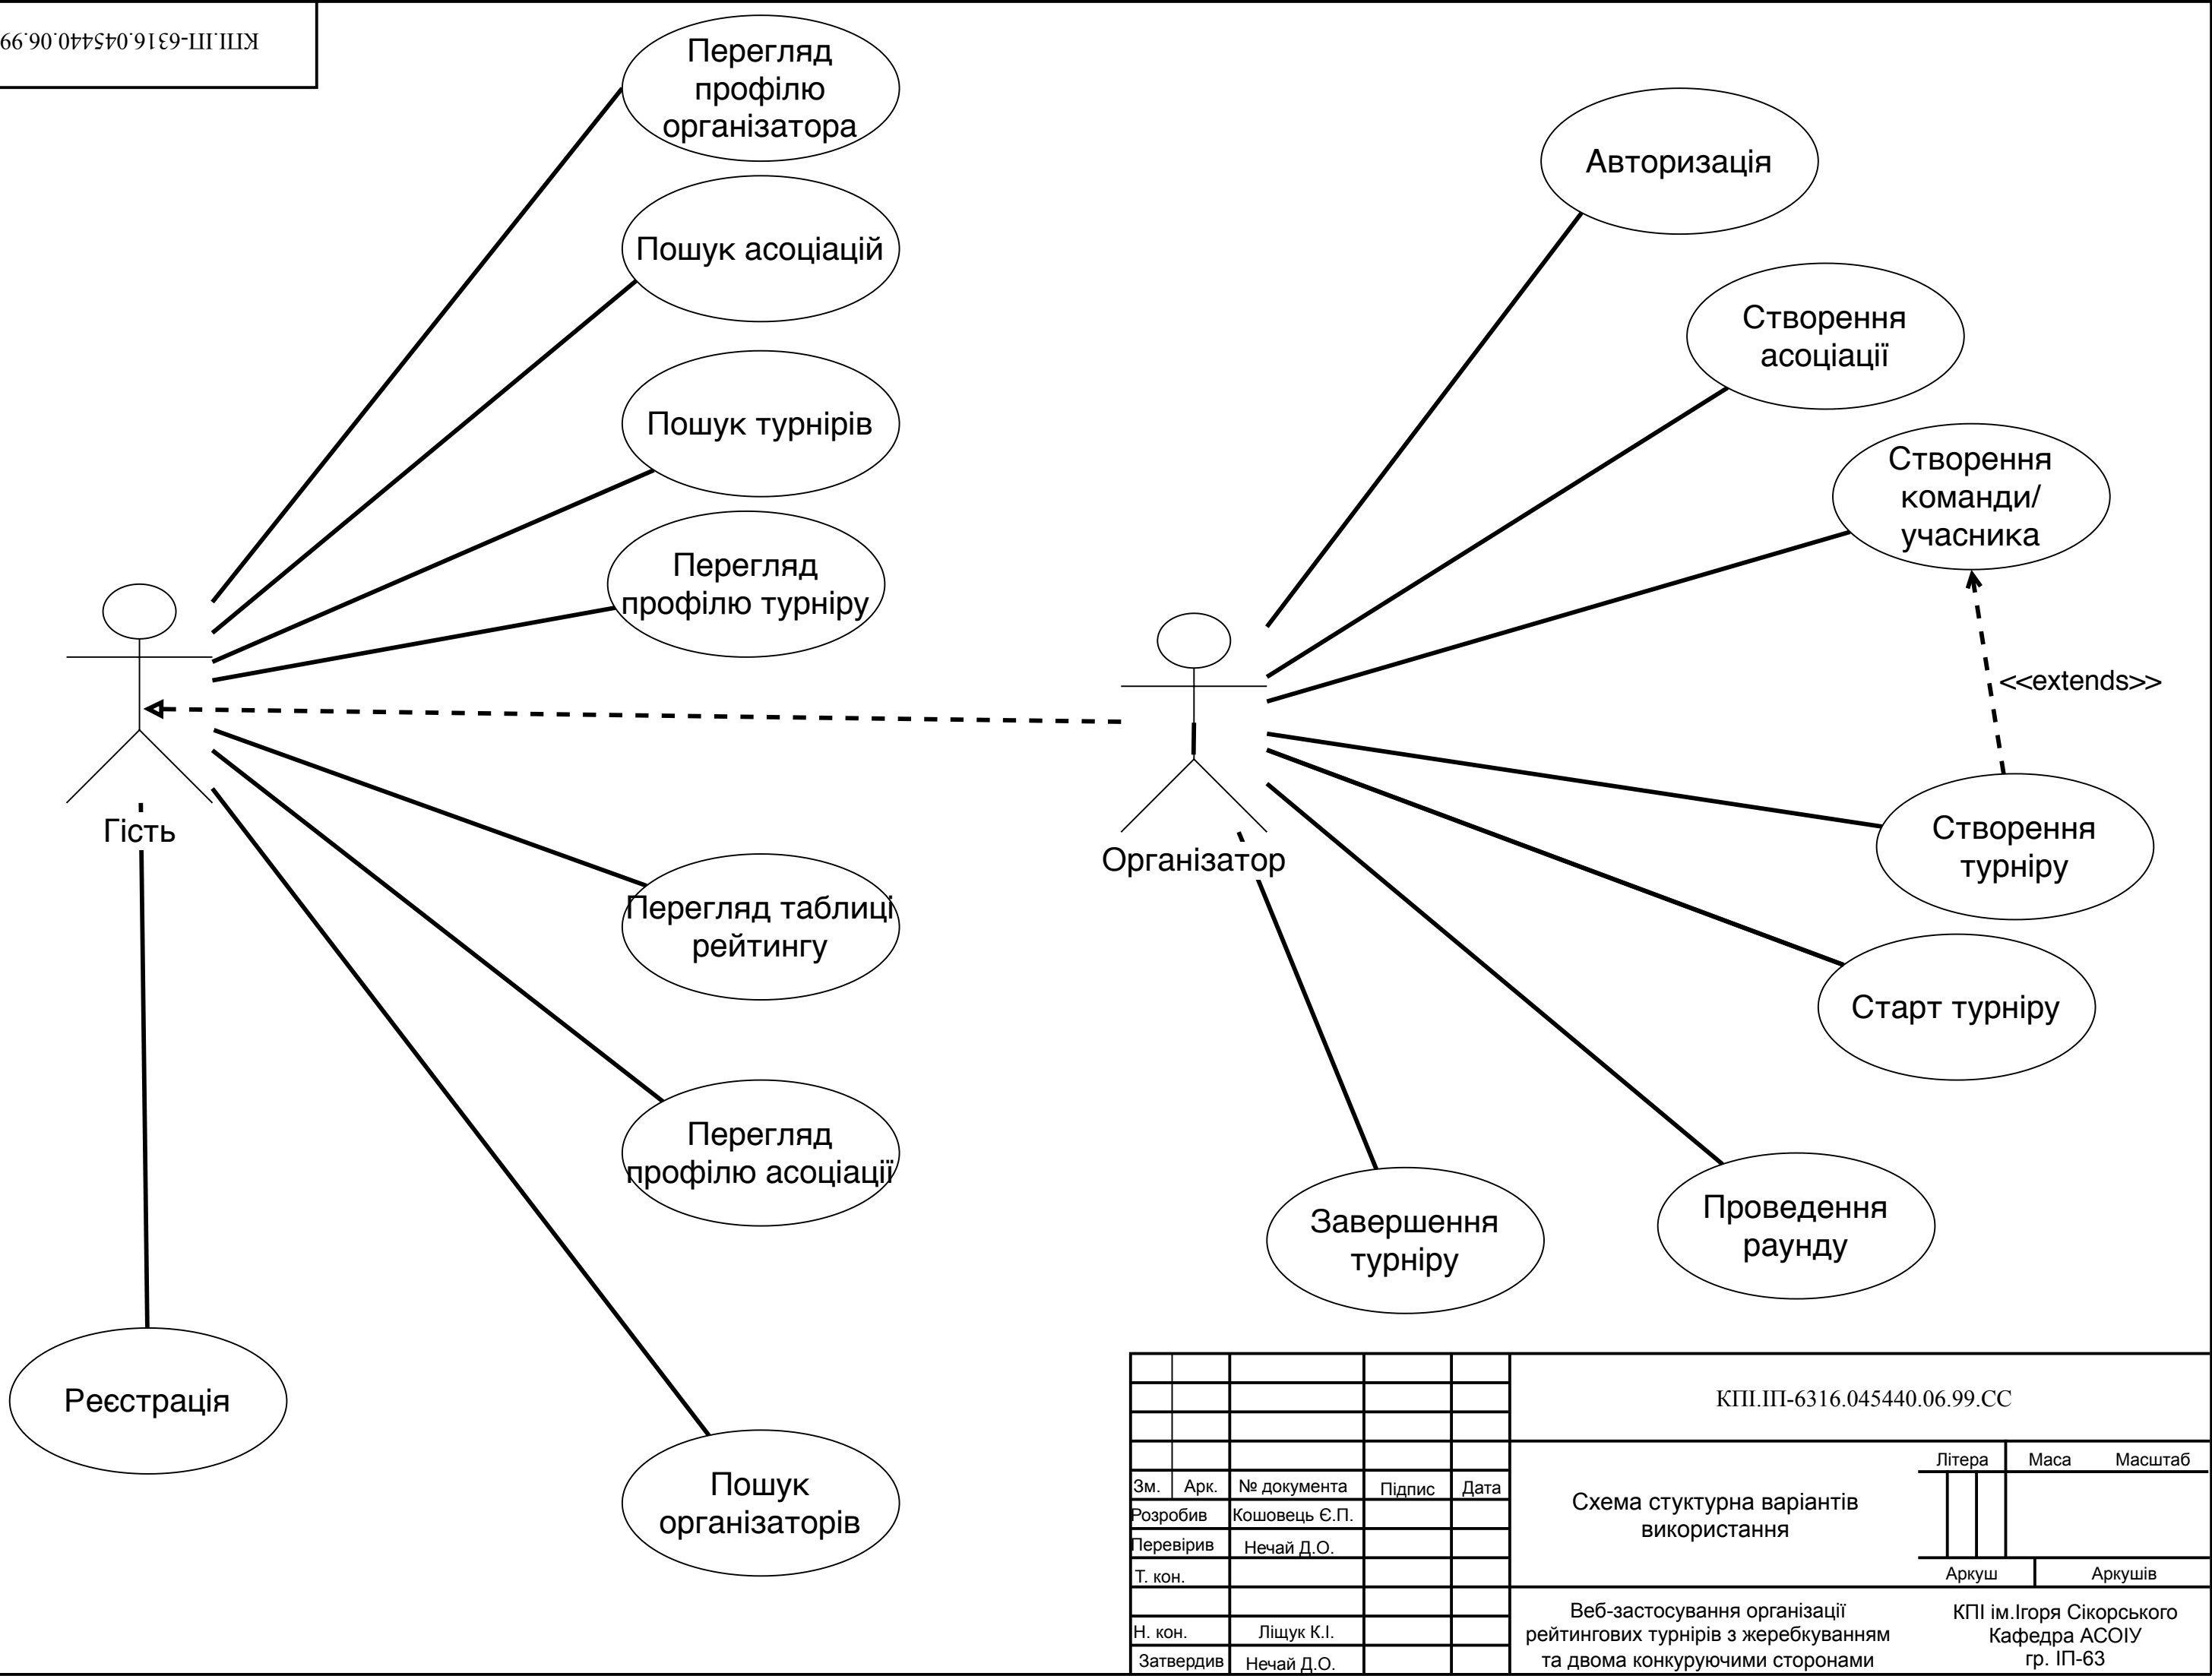 КПІ.ІП-6316.045440.06.99
Перегляд
профілю
організатора
Пошук асоціацій
Пошук турнірів
Перегляд
профілю турніру
Гість
Перегляд таблиці
рейтингу
Перегляд
профілю асоціації
Реєстрація
Пошук
організаторів
Авторизація
Створення
асоціації
Створення
команди/
учасника
<<extends>>
Організатор
Створення
турніру
Старт турніру
Проведення
раунду
Завершення
турніру
КПІ.ІП-6316.045440.06.99.СС
Зм. Арк. № документа Підпис Дата
Розробив Кошовець Є.П.
Перевірив Нечай Д.О.
Т. кон.
Н. кон. Ліщук К.І.
Затвердив Нечай Д.О.
Схема стуктурна варіантів
використання
Літера Маса Масштаб
Аркуш Аркушів
Веб-застосування організації
рейтингових турнірів з жеребкуванням
та двома конкуруючими сторонами
КПІ ім.Ігоря Сікорського
Кафедра АСОІУ
гр. ІП-63